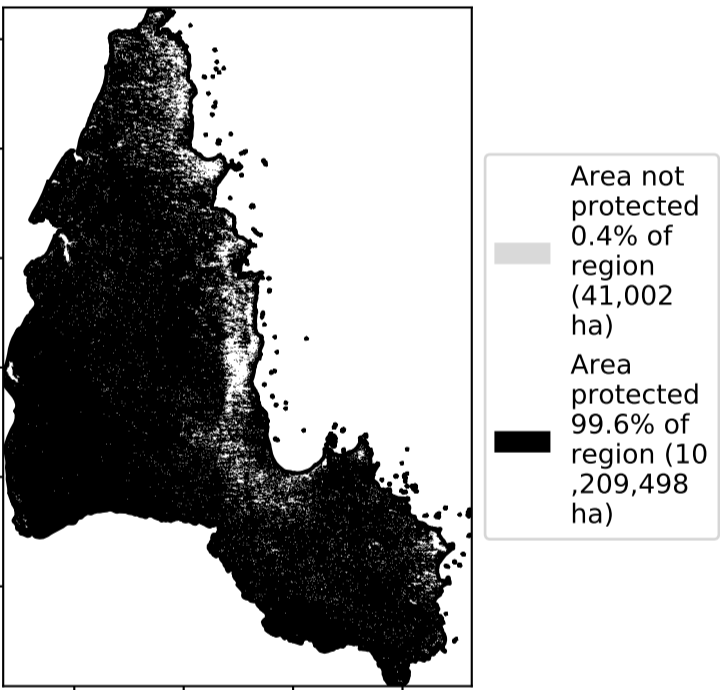 Area not
protected
0.4% of
region
(41,002
ha)
Area
protected
99.6% of
region (10
,209,498
ha)